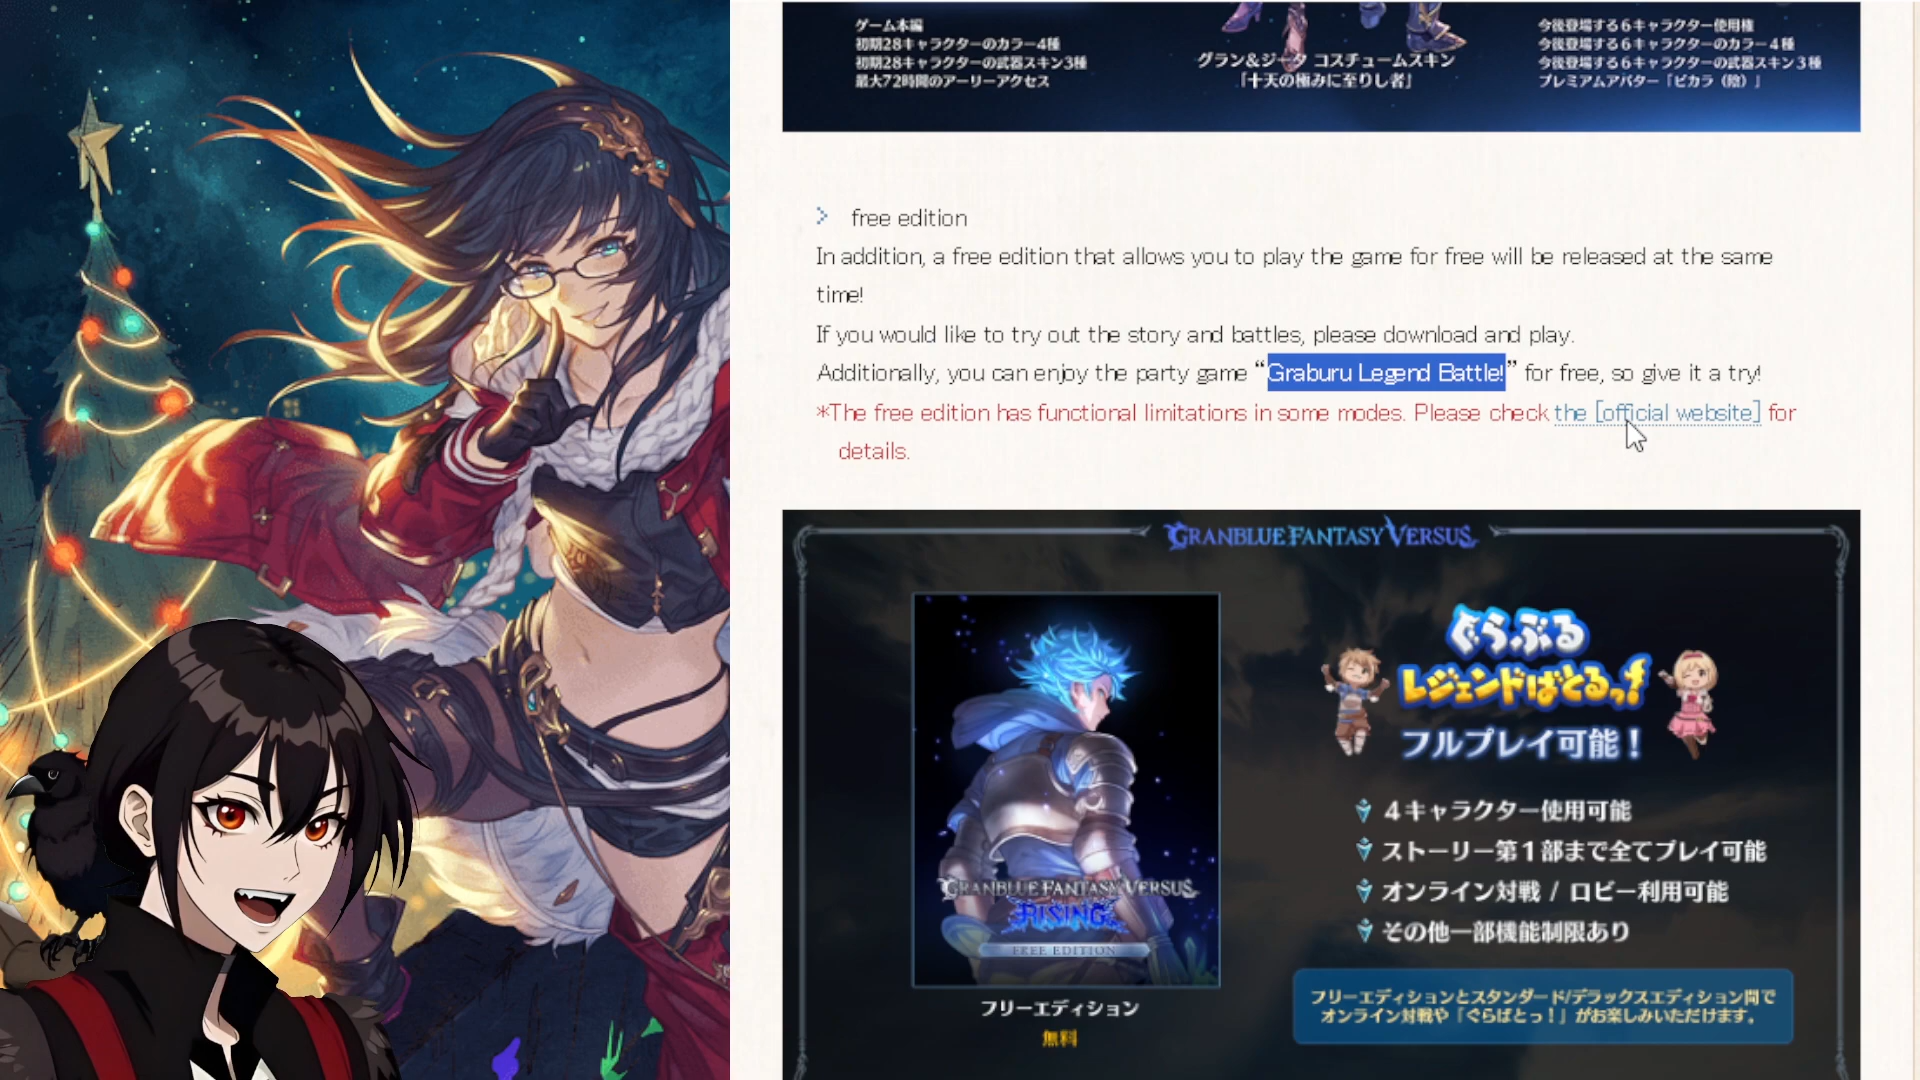 ゲーム本編
初期28キャラクターのカラー4種
初期28キャラクターの武器スキン3種
最大72時間のアーリーアクセス
グラン&ジータ コスチュームスキン
「十天の極みに至りし者」
今後登場する6キャラクター使用権
今後登場する6キャラクターのカラー4種
今後登場する6キャラクターの武器スキン3種
プレミアムアバター「ビカラ（陰）」
free edition
In addition, a free edition that allows you to play the game for free will be released at the same
time!
If you would like to try out the story and battles, please download and play.
Additionally, you can enjoy the party game “Graburu Legend Battle!” for free, so give it a try!
*The free edition has functional limitations in some modes. Please check the [official website] for
details.
GRANBLUE FANTASY VERSUS
GRANBLUE FANTASY VERSUS
RISING
FREE EDITION
フリーエディション
無料
ぐらぶる
レジェンドばとるっ！
フルプレイ可能！
4キャラクター使用可能
ストーリー第1部まで全てプレイ可能
オンライン対戦 / ロビー利用可能
その他一部機能制限あり
フリーエディションとスタンダード/デラックスエディション間で
オンライン対戦や「ぐらばとっ！」がお楽しみいただけます。